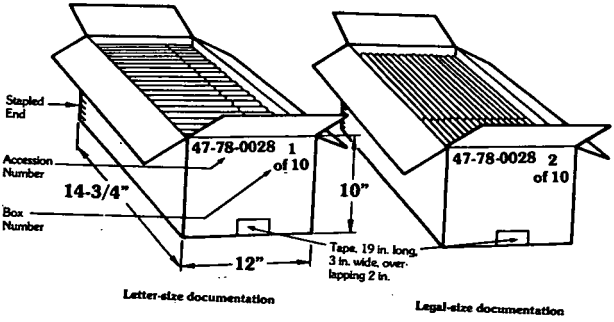 Stapled
End
Accession
Number
14-3/4"
Box
Number
47-78-0028 1
of 10
10"
12"
Letter-size documentation
47-78-0028 2
of 10
Tape, 19 in. long,
3 in. wide, over-
lapping 2 in.
Legal-size documentation